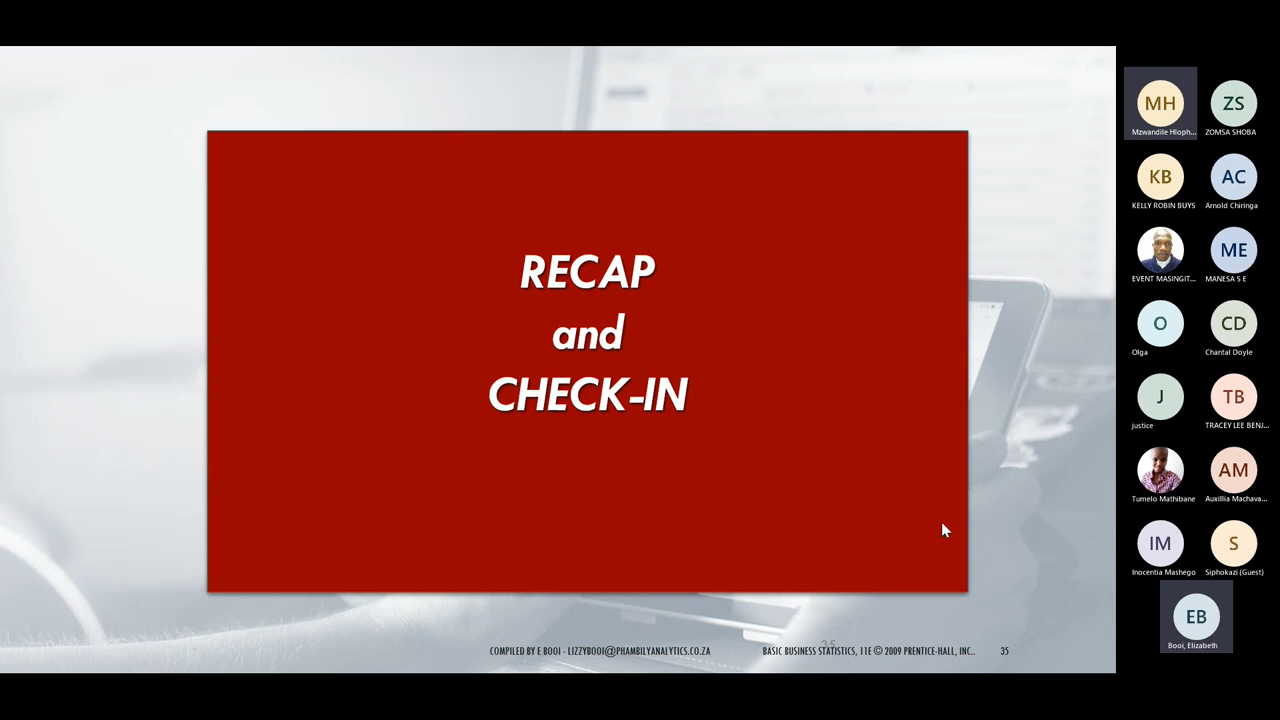 RECAP
and
CHECK-IN
35
COMPILED BY E BOOI - LIZZYBOOI@PHAMBILYANALYTICS.CO.ZA
BASIC BUSINESS STATISTICS, 11E © 2009 PRENTICE-HALL, INC..
35
MH
Mzwandile Hloph...
ZS
ZOMSA SHOBA
KB
KELLY ROBIN BUYS
AC
Arnold Chiringa
EVENT MASINGIT...
ME
MANESA S E
O
Olga
CD
Chantal Doyle
J
justice
TB
TRACEY LEE BENJ...
Tumelo Mathibane
AM
Auxillia Machava...
IM
Inocentia Mashego
S
Siphokazi (Guest)
EB
Booi, Elizabeth